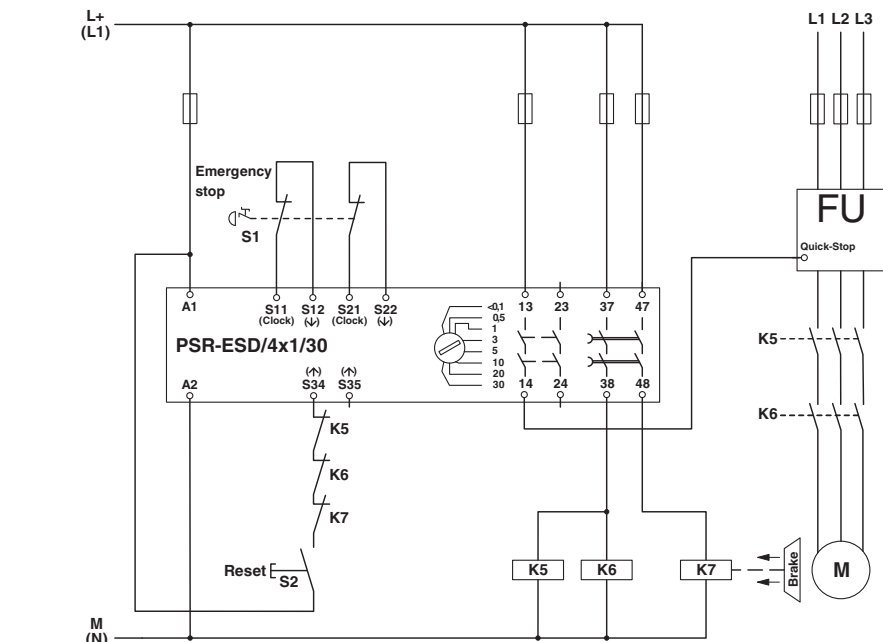 L+
(L1)
L1 L2 L3
Emergency
stop
S1
FU
Quick-Stop
A1
S11
(Clock)
S12
(↓)
S21
(Clock)
S22
(↓)
<0,1
0,5
1
3
5
10
20
30
13
23
37
47
PSR-ESD/4x1/30
K5
A2
(↑)
S34
(↑)
S35
14
24
38
48
K6
K5
K6
K7
Reset
S2
K5
K6
K7
Brake
M
M
(N)